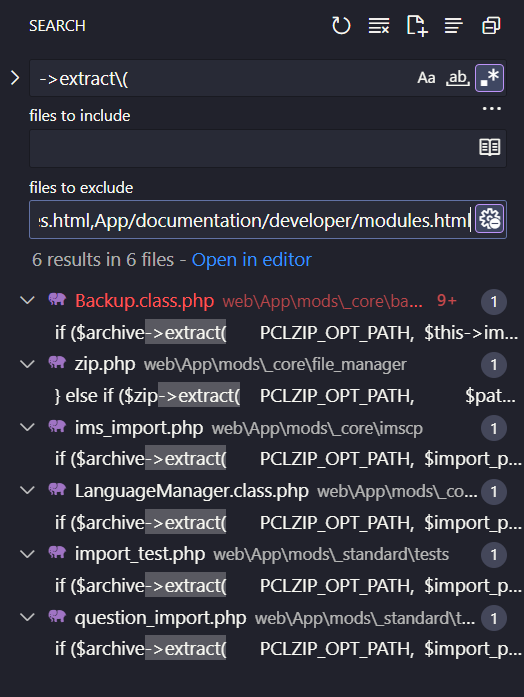 SEARCH
->extract\(
Aa ab .*
...
files to include
files to exclude
s.html,App/documentation/developer/modules.html
6 results in 6 files - Open in editor
Backup.class.php web\App\mods\_core\ba... 9+ 1
if ($archive->extract( PCLZIP_OPT_PATH, $this->im...
zip.php web\App\mods\_core\file_manager 1
} else if ($zip->extract( PCLZIP_OPT_PATH, $pat...
ims_import.php web\App\mods\_core\imscp 1
if ($archive->extract( PCLZIP_OPT_PATH, $import_p...
LanguageManager.class.php web\App\mods\_co... 1
if ($archive->extract( PCLZIP_OPT_PATH, $import_p...
import_test.php web\App\mods\_standard\tests 1
if ($archive->extract( PCLZIP_OPT_PATH, $import_p...
question_import.php web\App\mods\_standard\t... 1
if ($archive->extract( PCLZIP_OPT_PATH, $import_p...